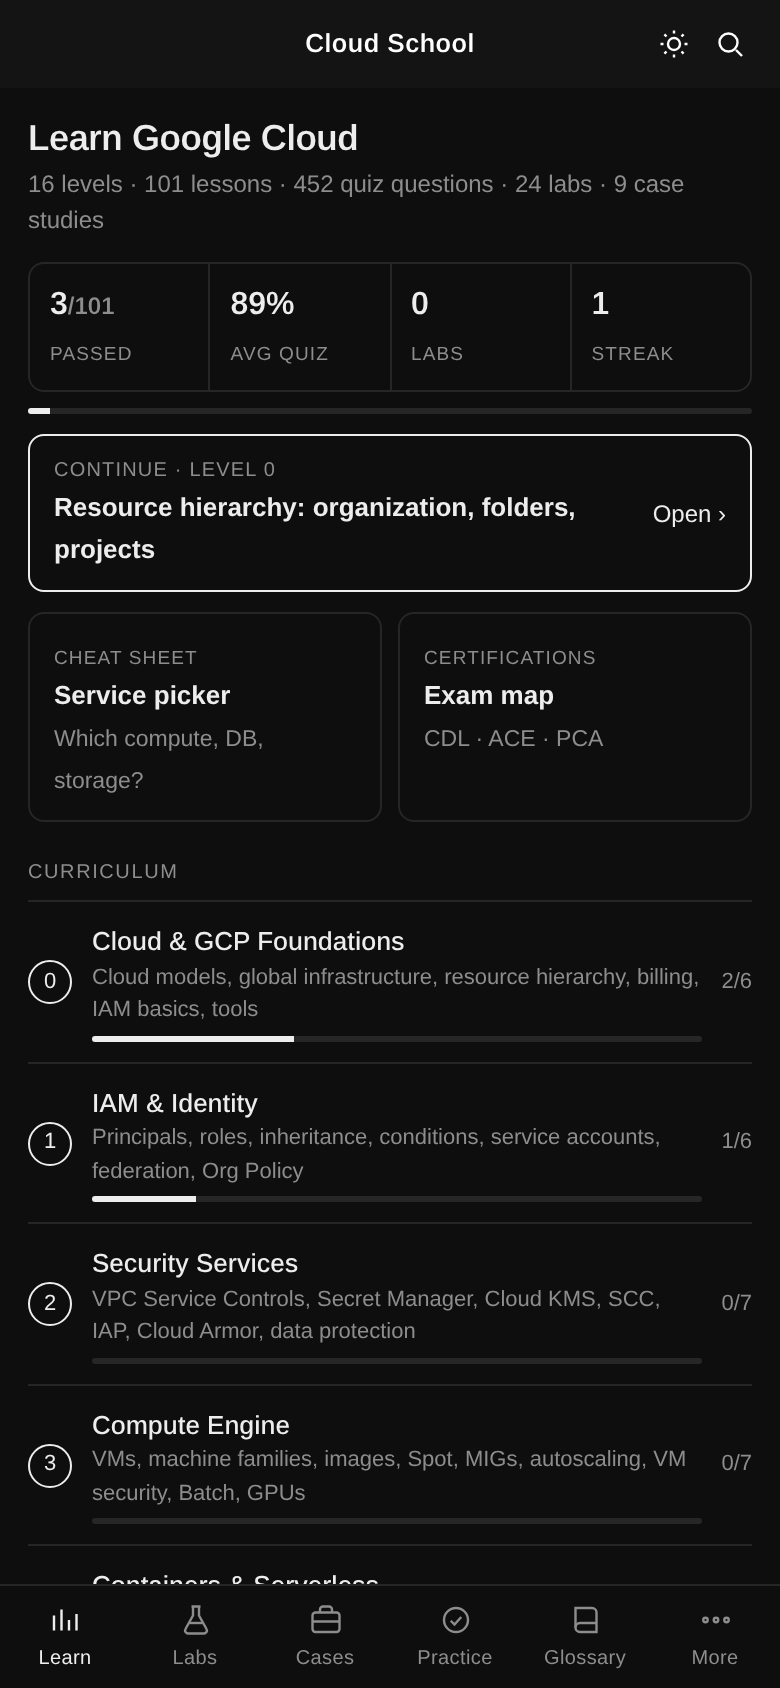 Cloud School
Learn Google Cloud
16 levels · 101 lessons · 452 quiz questions · 24 labs · 9 case
studies
3/101
PASSED
89%
AVG QUIZ
0
LABS
1
STREAK
CONTINUE · LEVEL 0
Resource hierarchy: organization, folders,
projects
Open ›
CHEAT SHEET
Service picker
Which compute, DB,
storage?
CERTIFICATIONS
Exam map
CDL · ACE · PCA
CURRICULUM
0
Cloud & GCP Foundations
Cloud models, global infrastructure, resource hierarchy, billing,
IAM basics, tools
2/6
1
IAM & Identity
Principals, roles, inheritance, conditions, service accounts,
federation, Org Policy
1/6
2
Security Services
VPC Service Controls, Secret Manager, Cloud KMS, SCC,
IAP, Cloud Armor, data protection
0/7
3
Compute Engine
VMs, machine families, images, Spot, MIGs, autoscaling, VM
security, Batch, GPUs
0/7
Containers & Serverless
Learn
Labs
Cases
Practice
Glossary
More